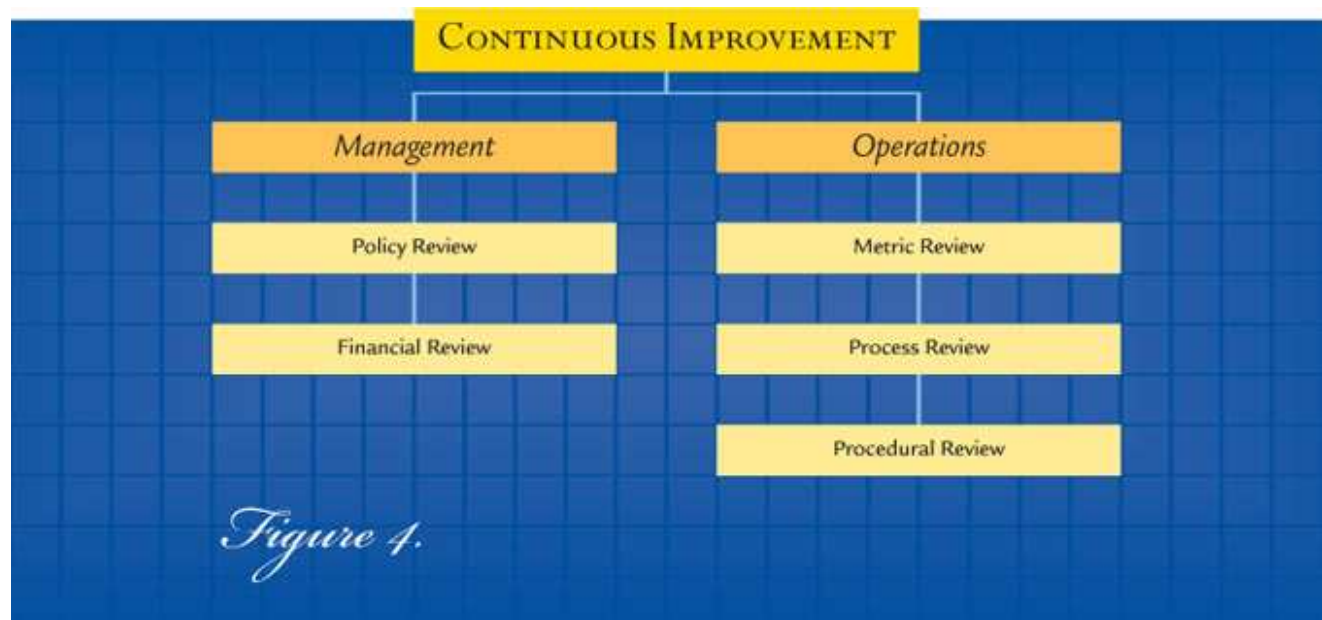 CONTINUOUS IMPROVEMENT
Management
Policy Review
Financial Review
Operations
Metric Review
Process Review
Procedural Review
Figure 4.